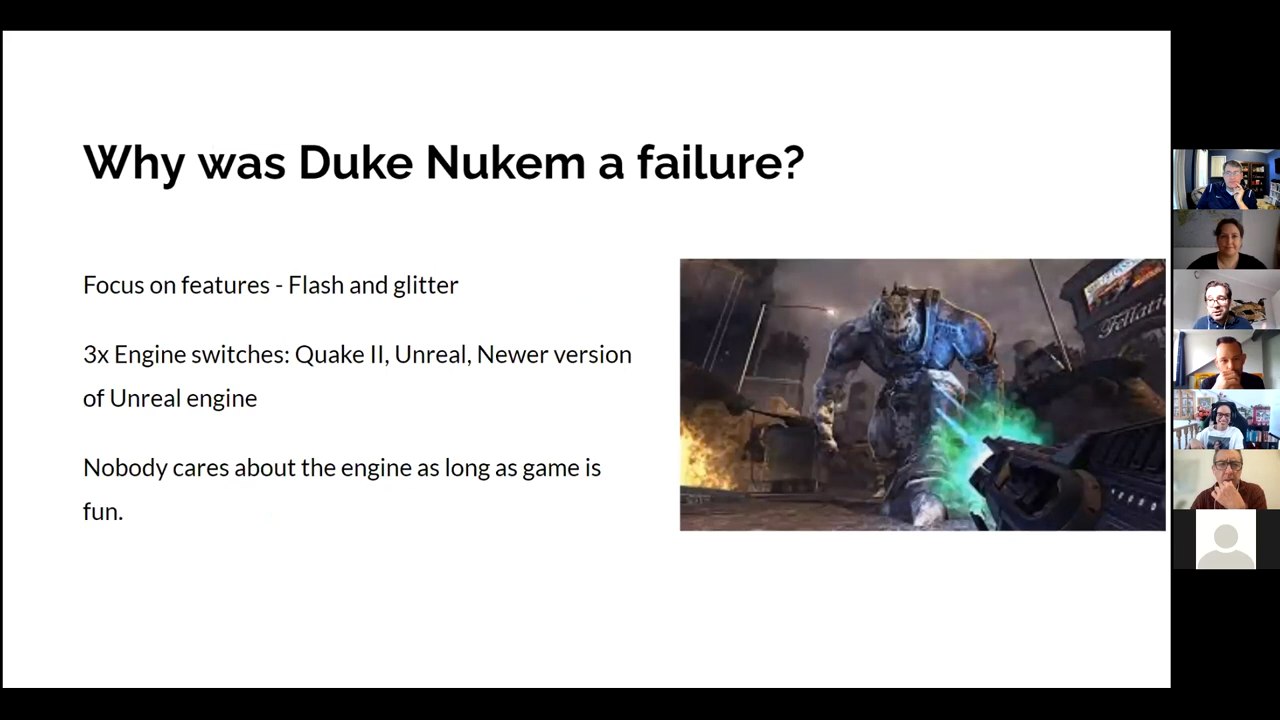 Why was Duke Nukem a failure?
Focus on features - Flash and glitter
3x Engine switches: Quake II, Unreal, Newer version
of Unreal engine
Nobody cares about the engine as long as game is
fun.